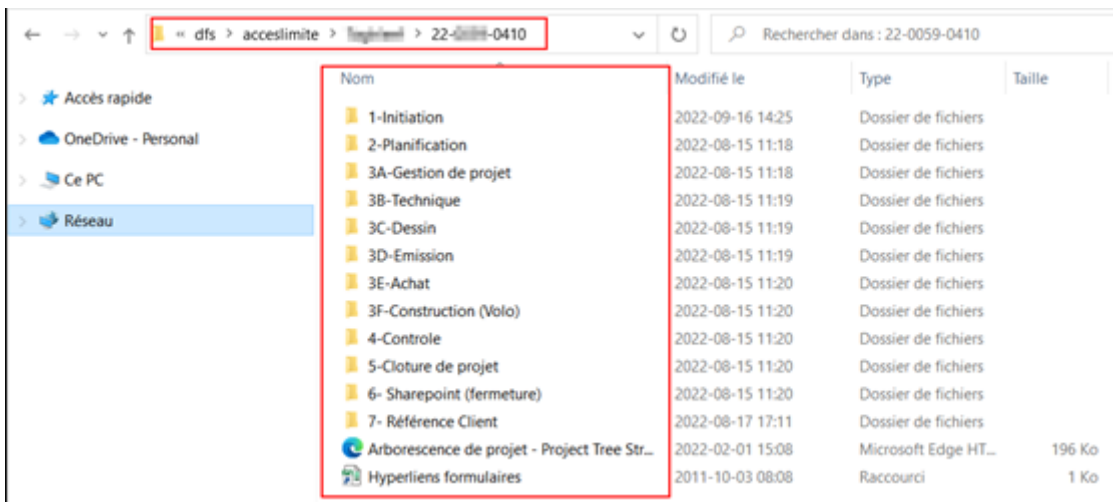 « dfs > acceslimite > > 22- -0410
Rechercher dans : 22-0059-0410
Nom Modifié le Type Taille
Accès rapide
OneDrive - Personal
Ce PC
Réseau
1-Initiation 2022-09-16 14:25 Dossier de fichiers
2-Planification 2022-08-15 11:18 Dossier de fichiers
3A-Gestion de projet 2022-08-15 11:18 Dossier de fichiers
3B-Technique 2022-08-15 11:19 Dossier de fichiers
3C-Dessin 2022-08-15 11:19 Dossier de fichiers
3D-Emission 2022-08-15 11:19 Dossier de fichiers
3E-Achat 2022-08-15 11:20 Dossier de fichiers
3F-Construction (Volo) 2022-08-15 11:20 Dossier de fichiers
4-Controle 2022-08-15 11:20 Dossier de fichiers
5-Cloture de projet 2022-08-15 11:20 Dossier de fichiers
6- Sharepoint (fermeture) 2022-08-15 11:20 Dossier de fichiers
7- Référence Client 2022-08-17 17:11 Dossier de fichiers
Arborescence de projet - Project Tree Str... 2022-02-01 15:08 Microsoft Edge HT... 196 Ko
Hyperliens formulaires 2011-10-03 08:08 Raccourci 1 Ko